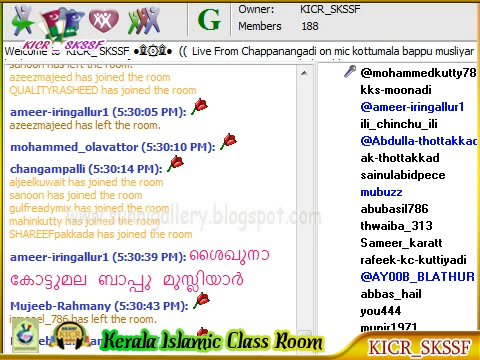 Owner: KICR_SKSSF
Members 188
KICR_SKSSF
Welcome to KICR_SKSSF (( Live From Chappanangadi on mic kottumala bappu musliyar
sanoon has left the room.
azeezmajeed has joined the room
QUALITYRASHEED has joined the room
ameer-iringallur1 (5:30:05 PM):
azeezmajeed has left the room.
mohammed_olavattor (5:30:10 PM):
changampalli (5:30:14 PM):
aljeelkuwait has joined the room
sanoon has joined the room
gulfreadymix has joined the room
mahinkutty has joined the room
SHAREEFpakkada has joined the room
ameer-iringallur1 (5:30:39 PM): ശൈഖുനാ
കോട്ടുമല ബാപ്പു മുസ്ലിയാർ
Mujeeb-Rahmany (5:30:43 PM):
@mohammedkutty78
kks-moonadi
@ameer-iringallur1
ili_chinchu_ili
@Abdulla-thottakkad
ak-thottakkad
sainulabidpece
mubuzz
abubasil786
thwaiba_313
Sameer_karatt
rafeek-kc-kuttiyadi
@AYOOB_BLATHUR
abbas_hail
you444
munir1971
Kerala Islamic Class Room
KICR_SKSSF